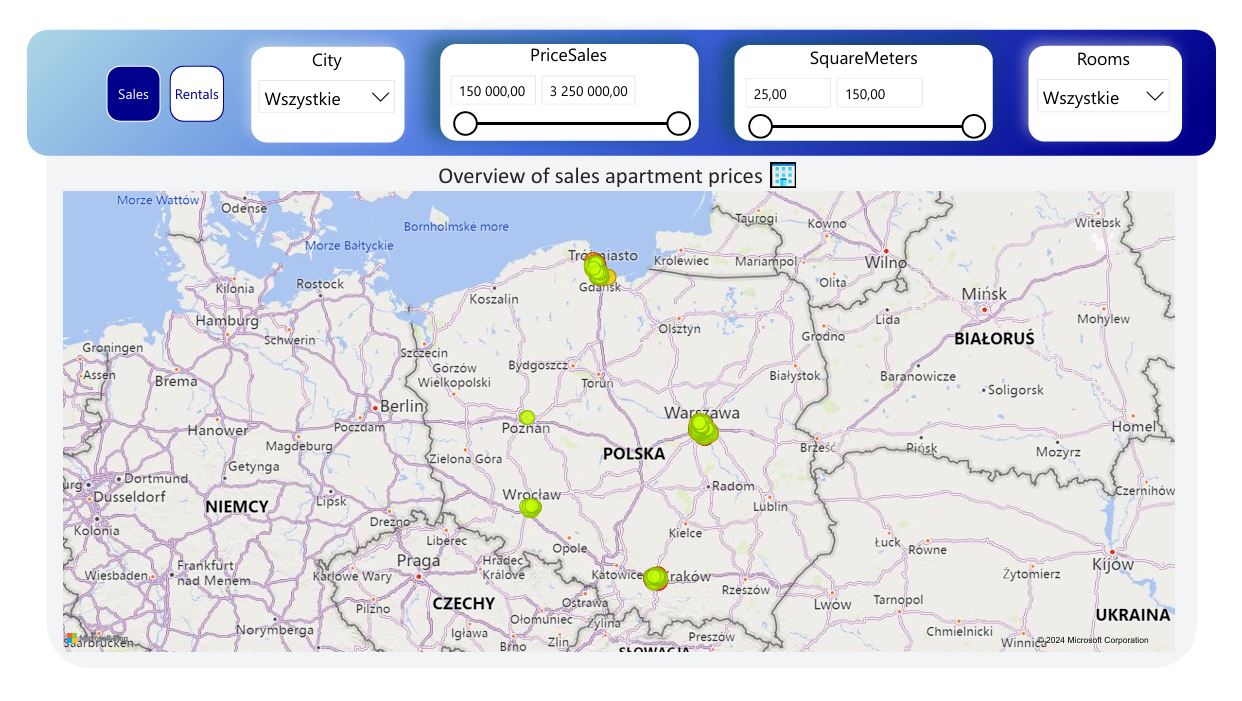 City
PriceSales
SquareMeters
Rooms
Sales
Rentals
Wszystkie
150 000,00
3 250 000,00
25,00
150,00
Wszystkie
Overview of sales apartment prices
Morze Wattów
Odense
Bornholmské more
Morze Bałtyckie
Taurogi
Kowno
Witebsk
Kilonia
Rostock
Koszalin
Gdańsk
Królewiec
Mariampol
Wilno
Olita
Mińsk
Hamburg
Schwerin
Olsztyn
Grodno
Lida
Mohylew
BIAŁORUŚ
Groningen
Assen
Brema
Szczecin
Gorzów
Wielkopolski
Bydgoszcz
Toruń
Białystok
Baranowicze
Soligorsk
Berlin
Poczdam
Hanower
Magdeburg
Poznań
Warszawa
POLSKA
Zielona Góra
Brześć
Pińsk
Mozyrz
Homel
Getynga
Dortmund
Dusseldorf
Kolonia
NIEMCY
Lipsk
Drezno
Wrocław
Radom
Lublin
Kielce
Czernihów
Liberec
Praga
Hradec
Králové
Opole
Katowice
Rzeszów
Łuck
Równe
Kijów
Żytomierz
Wiesbaden
Frankfurt
nad Menem
Karlowe Wary
Pilzno
CZECHY
Ostrawa
Ołomuniec
Żylina
Lwów
Tarnopol
UKRAINA
Norymberga
Igława
Brno
Zlin
Preszów
Chmielnicki
Winnica
© 2024 Microsoft Corporation